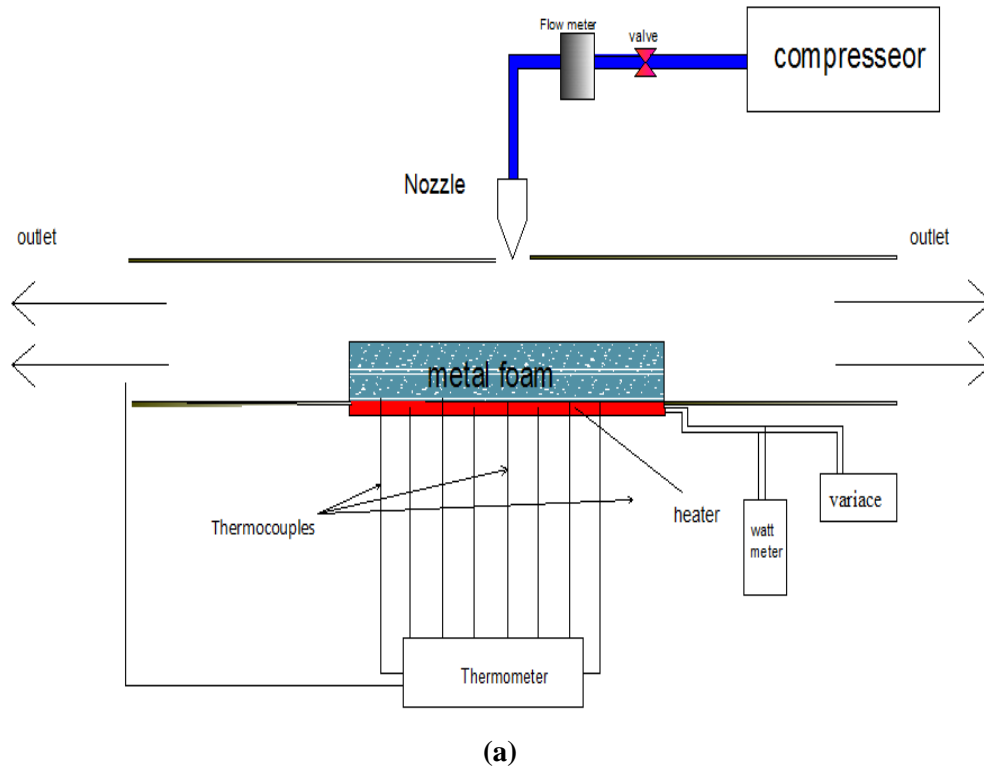 Flow meter
valve
compresseor
Nozzle
outlet
outlet
metal foam
Thermocouples
heater
watt
meter
variace
Thermometer
(a)